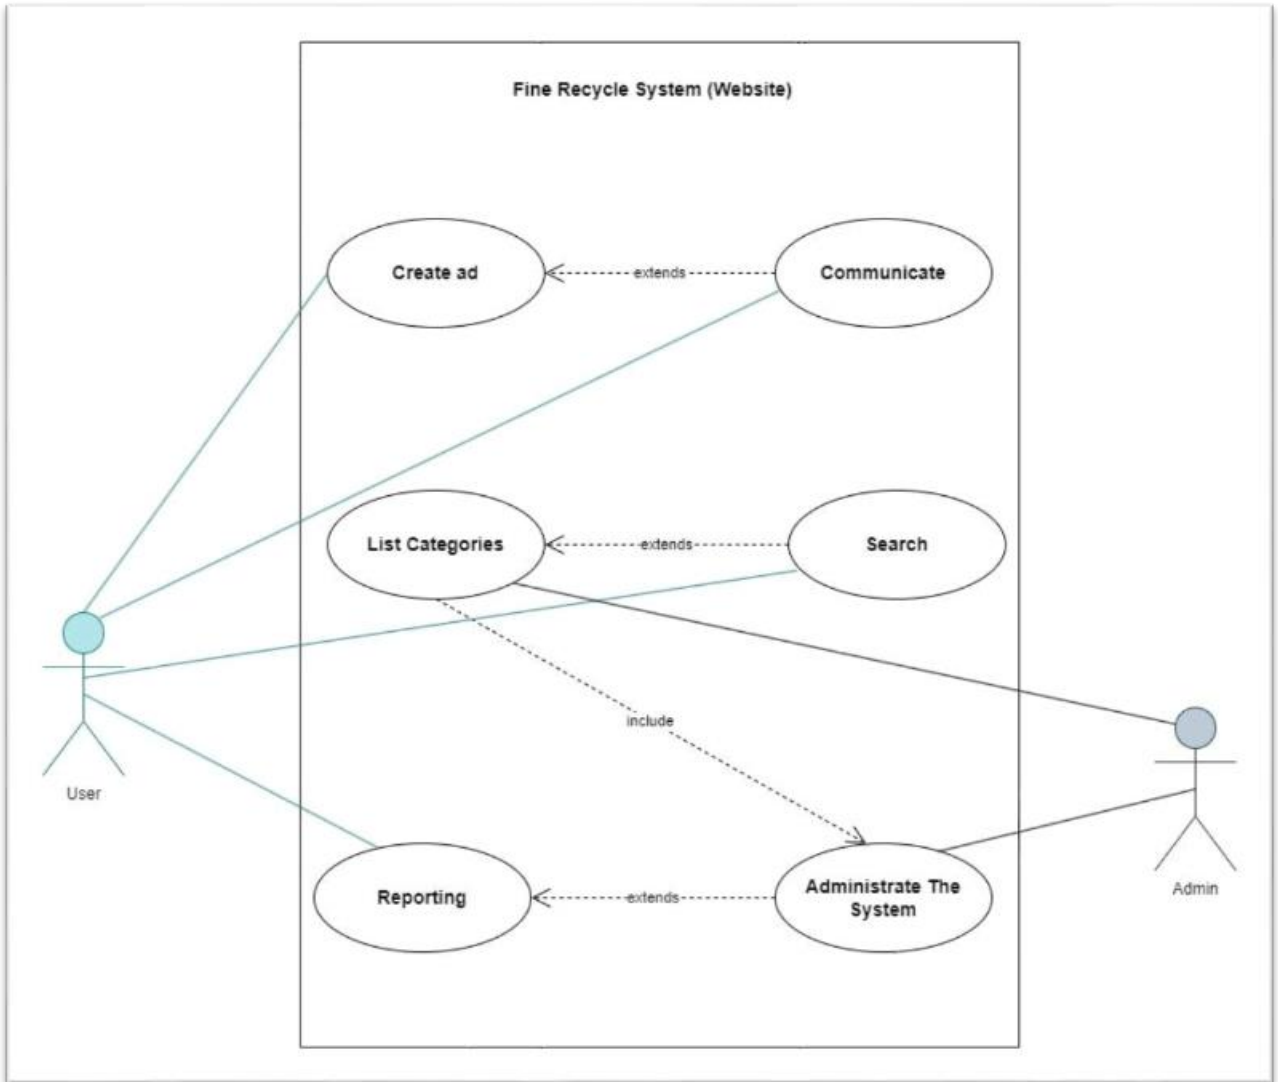 Fine Recycle System (Website)
Create ad
extends
Communicate
List Categories
extends
Search
include
User
Reporting
extends
Administrate The
System
Admin